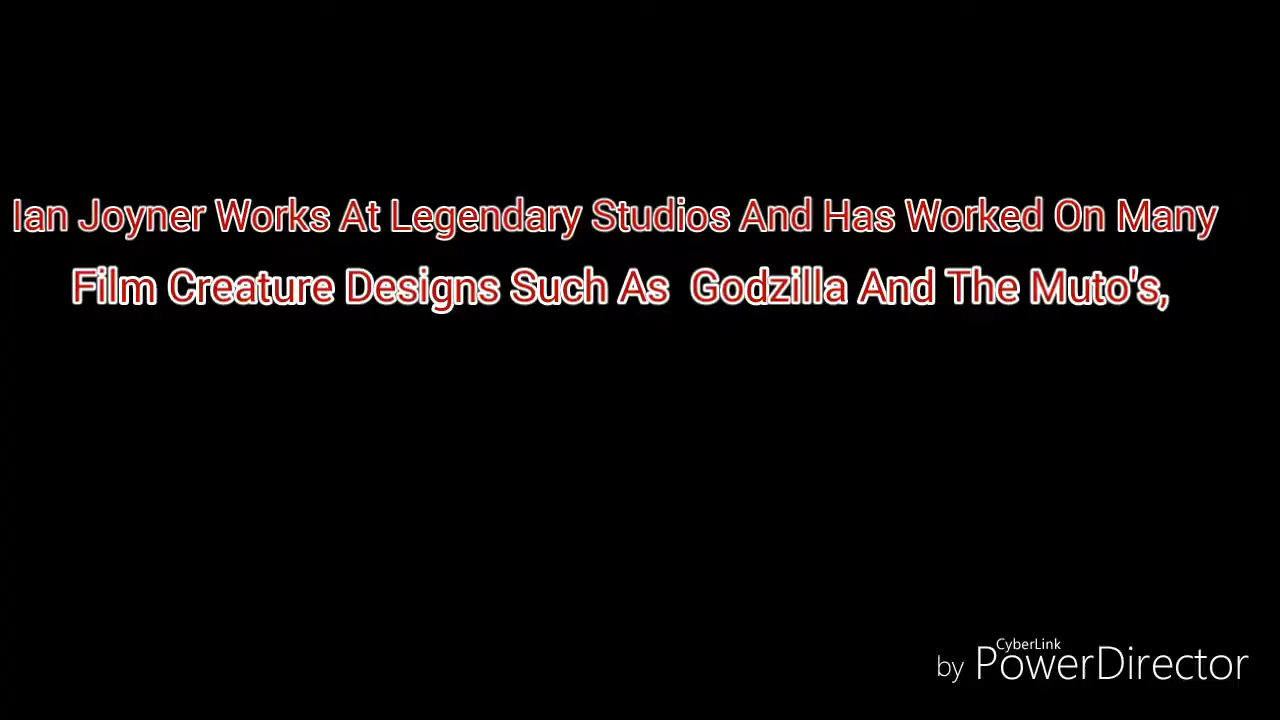 Ian Joyner Works At Legendary Studios And Has Worked On Many
Film Creature Designs Such As  Godzilla And The Muto's,
CyberLink
by PowerDirector